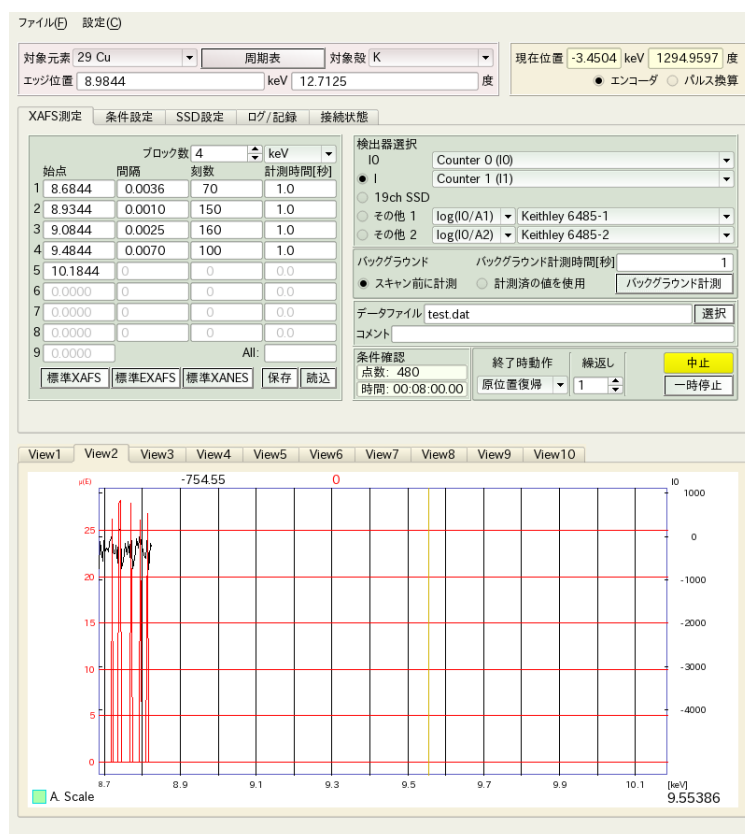 ファイル(F) 設定(C)
対象元素 29 Cu 周期表 対象殻 K
エッジ位置 8.9844 keV 12.7125 度
現在位置 -3.4504 keV 1294.9597 度
エンコーダ パルス換算
XAFS測定 条件設定 SSD設定 ログ/記録 接続状態
ブロック数 4 keV
始点 間隔 刻数 計測時間[秒]
1 8.6844 0.0036 70 1.0
2 8.9344 0.0010 150 1.0
3 9.0844 0.0025 160 1.0
4 9.4844 0.0070 100 1.0
5 10.1844 0 0 0.0
6 0.0000 0 0 0.0
7 0.0000 0 0 0.0
8 0.0000 0 0 0.0
9 0.0000 All:
標準XAFS 標準EXAFS 標準XANES 保存 読込
検出器選択
I0 Counter 0 (I0)
I Counter 1 (I1)
19ch SSD
その他 1 log(I0/A1) Keithley 6485-1
その他 2 log(I0/A2) Keithley 6485-2
バックグラウンド バックグラウンド計測時間[秒] 1
スキャン前に計測 計測済の値を使用 バックグラウンド計測
データファイル test.dat 選択
コメント
条件確認
点数: 480
時間: 00:08:00.00
終了時動作 繰返し
原位置復帰 1
中止
一時停止
View1 View2 View3 View4 View5 View6 View7 View8 View9 View10
μ(E) -754.55 0 I0
1000
25 0
20 -1000
15 -2000
10 -3000
5 -4000
0
8.7 8.9 9.1 9.3 9.5 9.7 9.9 10.1 [keV]
A. Scale 9.55386